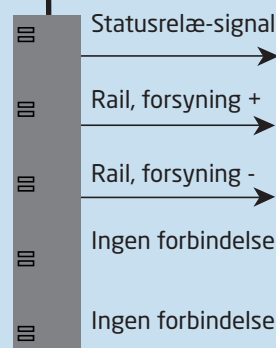 Statusrelæ-signal
Rail, forsyning +
Rail, forsyning -
Ingen forbindelse
Ingen forbindelse